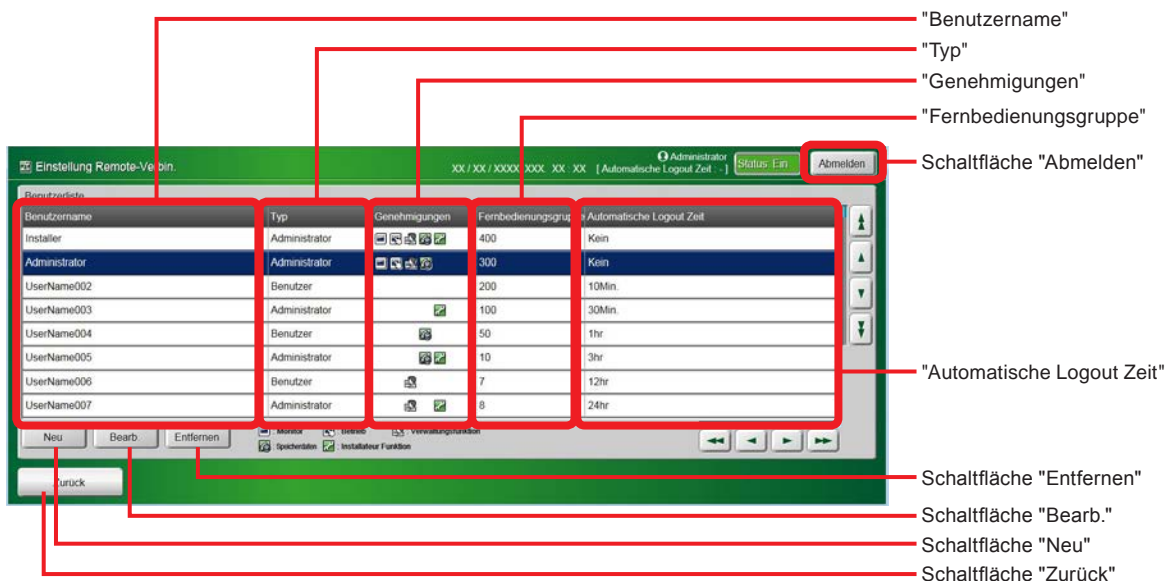 "Benutzername"
"Typ"
"Genehmigungen"
"Fernbedienungsgruppe"
Einstellung Remote-Verbin.
XX / XX / XXXX XXX XX : XX [ Automatische Logout Zeit : - ]
Administrator
Status: Ein
Abmelden
Schaltfläche "Abmelden"
Benutzerliste
Benutzername Typ Genehmigungen Fernbedienungsgruppe Automatische Logout Zeit
Installer Administrator 400 Kein
Administrator Administrator 300 Kein
UserName002 Benutzer 200 10Min.
UserName003 Administrator 100 30Min.
UserName004 Benutzer 50 1hr
UserName005 Administrator 10 3hr
UserName006 Benutzer 7 12hr
UserName007 Administrator 8 24hr
"Automatische Logout Zeit"
Neu Bearb. Entfernen
: Monitor : Betrieb : Verwaltungsfunktion
: Speicherdaten : Installateur Funktion
Zurück
Schaltfläche "Entfernen"
Schaltfläche "Bearb."
Schaltfläche "Neu"
Schaltfläche "Zurück"